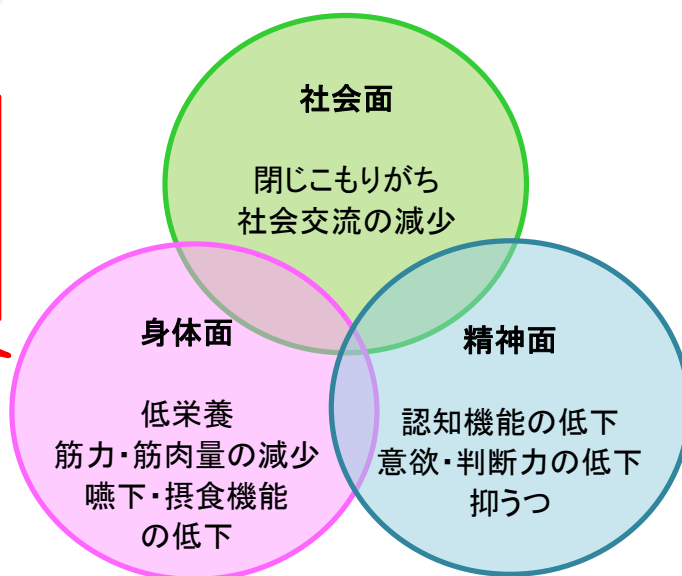 社会面
閉じこもりがち
社会交流の減少
身体面
低栄養
筋力・筋肉量の減少
嚥下・摂食機能
の低下
精神面
認知機能の低下
意欲・判断力の低下
抑うつ